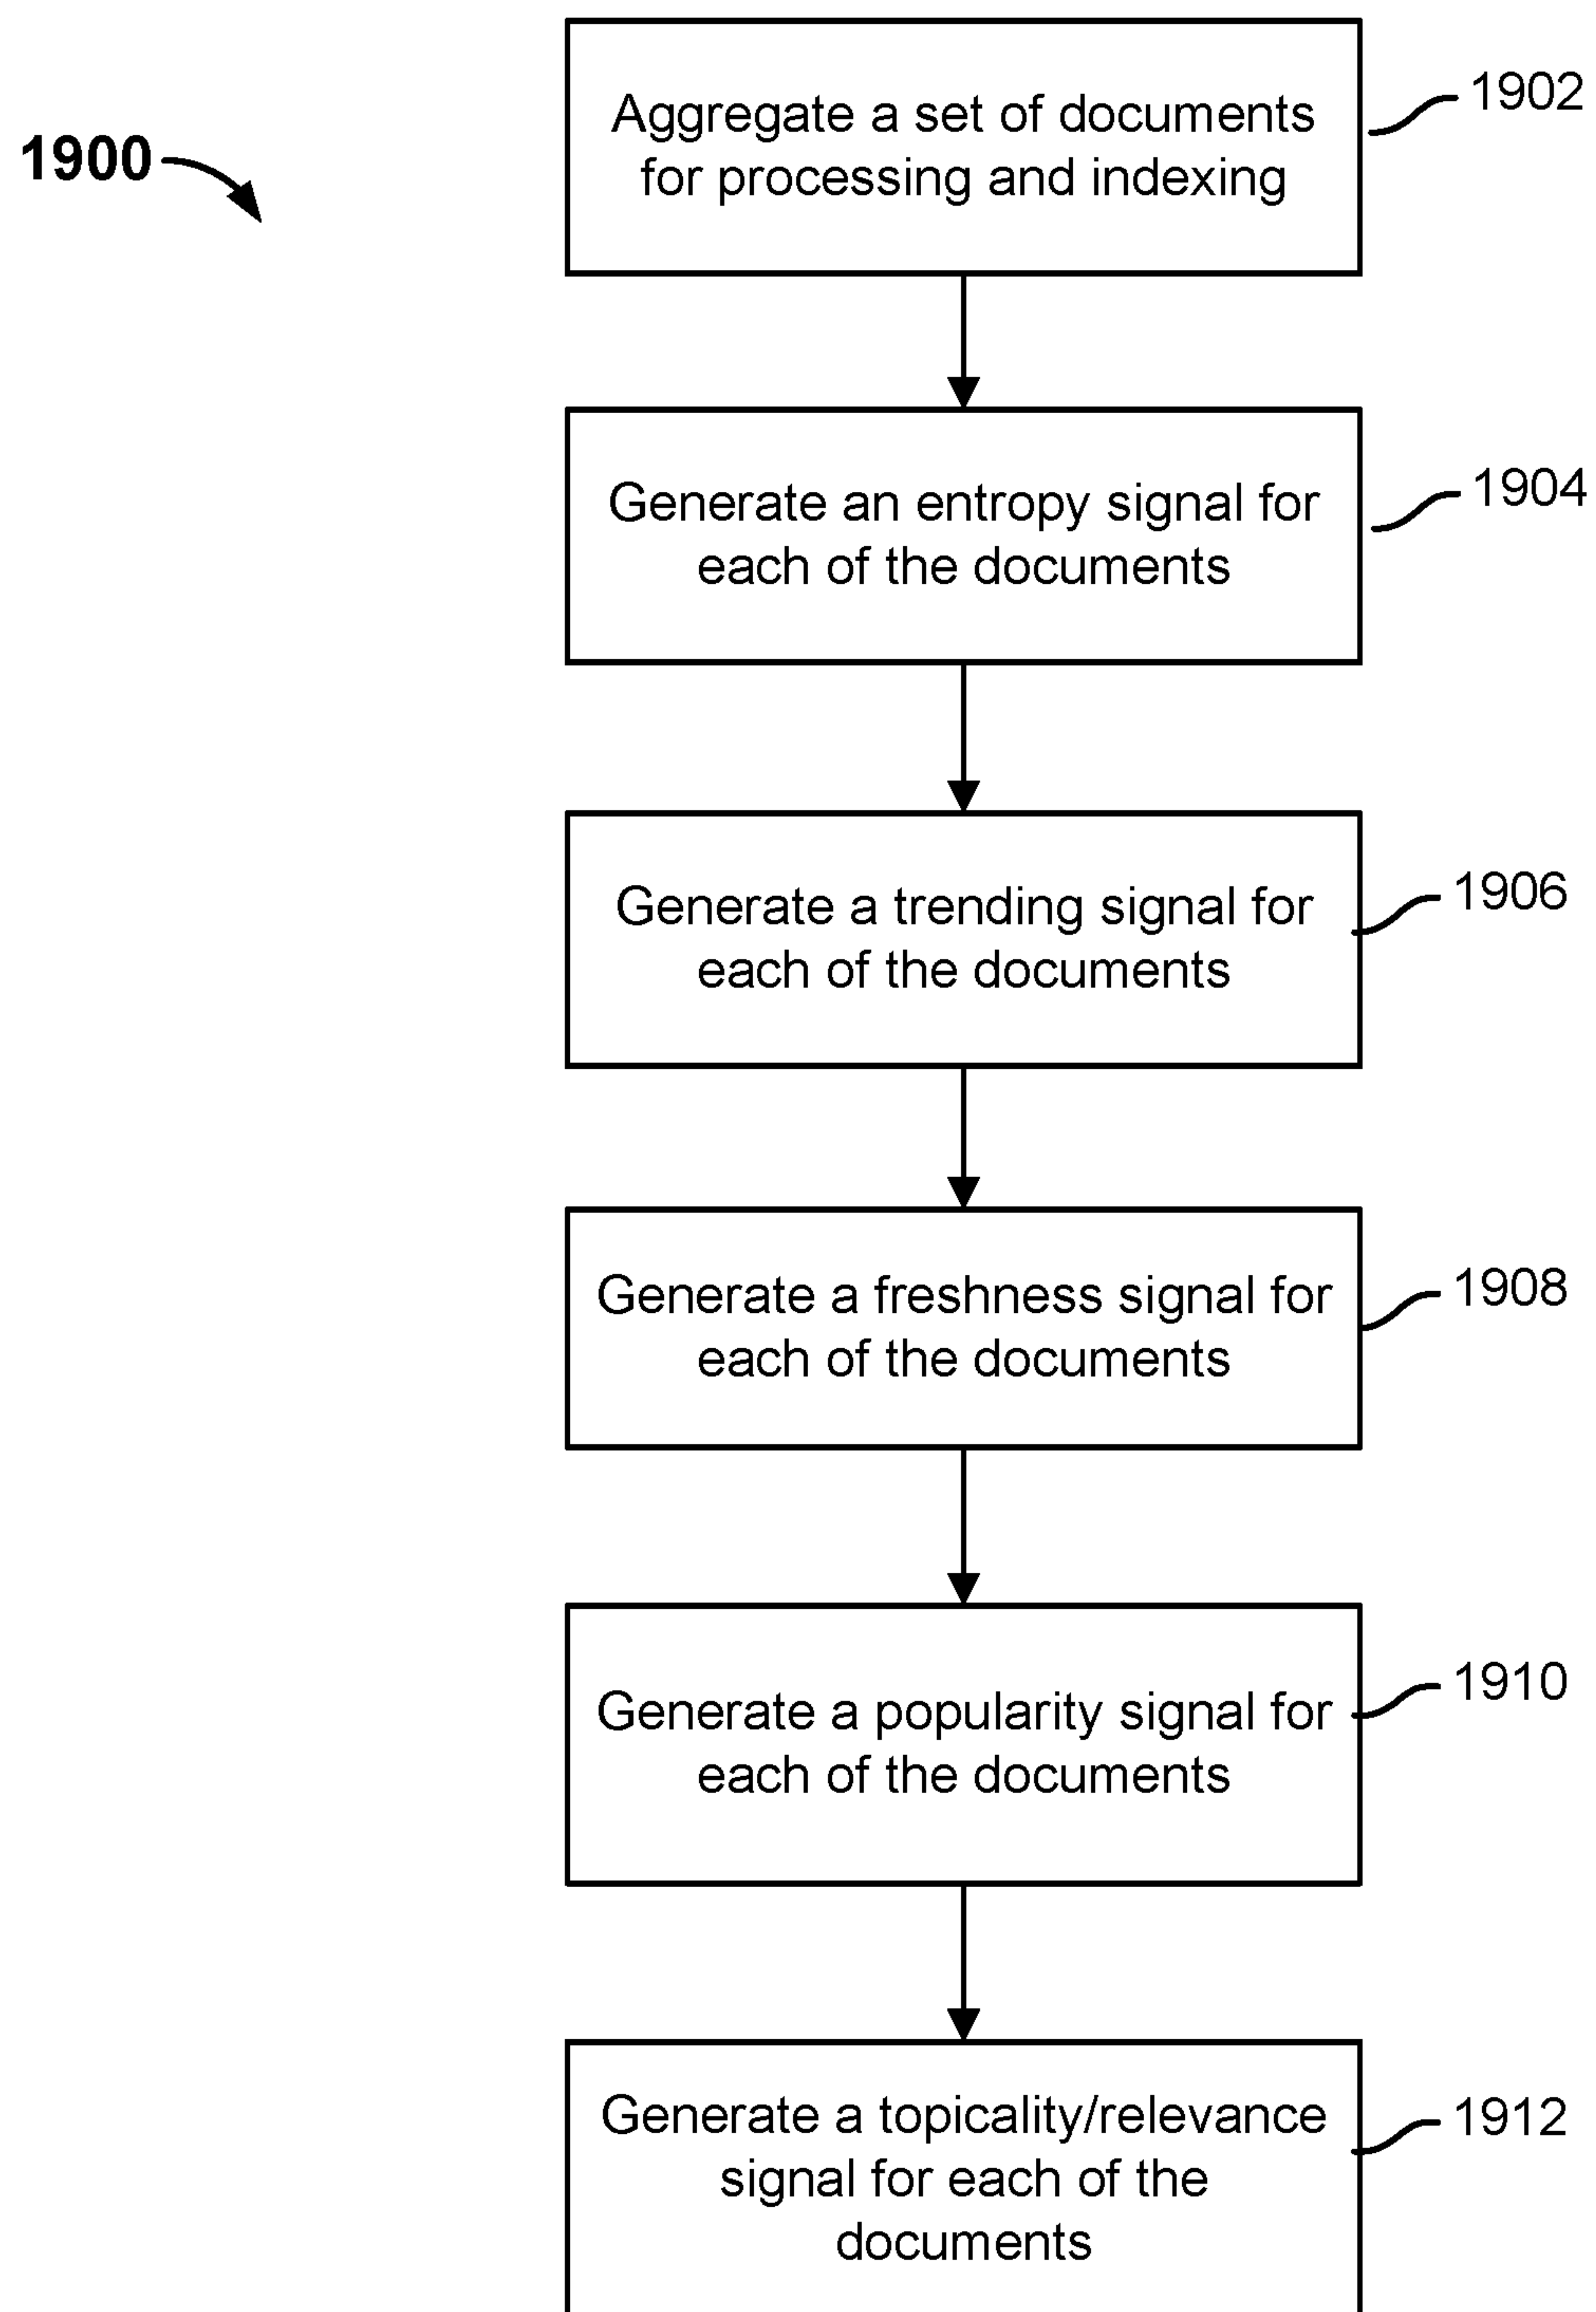 1900
Aggregate a set of documents
for processing and indexing
1902
Generate an entropy signal for
each of the documents
1904
Generate a trending signal for
each of the documents
1906
Generate a freshness signal for
each of the documents
1908
Generate a popularity signal for
each of the documents
1910
Generate a topicality/relevance
signal for each of the
documents
1912